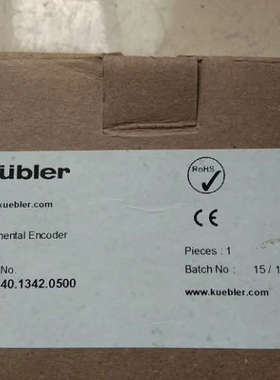 übler
kuebler.com
mental Encoder
No
40.1342.0500
RoHS
CE
Pieces : 1
Batch No : 15 / 1
www.kuebler.com